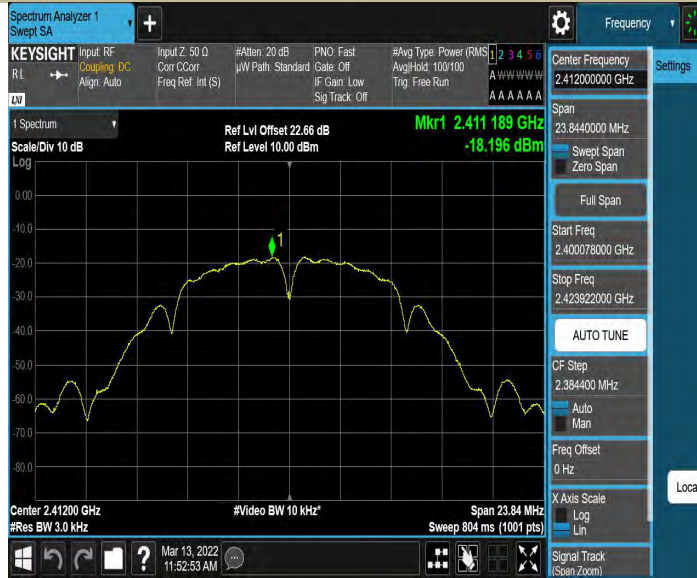 Spectrum Analyzer 1
Swept SA
+
Frequency
KEYSIGHT
RL
Input: RF
Coupling: DC
Align: Auto
Input Z: 50 Ω
Corr CCorr
Freq Ref: Int (S)
#Atten: 20 dB
µW Path: Standard
PNO: Fast
Gate: Off
IF Gain: Low
Sig Track: Off
#Avg Type: Power (RMS
Avg|Hold: 100/100
Trig: Free Run
1 2 3 4 5 6
A W W W W W
A A A A A A
LXI
1 Spectrum
Scale/Div 10 dB
Ref Lvl Offset 22.66 dB
Ref Level 10.00 dBm
Mkr1 2.411 189 GHz
-18.196 dBm
Log
0.00
-10.0
-20.0
-30.0
-40.0
-50.0
-60.0
-70.0
-80.0
1
Center 2.41200 GHz
#Res BW 3.0 kHz
#Video BW 10 kHz*
Span 23.84 MHz
Sweep 804 ms (1001 pts)
Center Frequency
2.412000000 GHz
Settings
Span
23.8440000 MHz
Swept Span
Zero Span
Full Span
Start Freq
2.400078000 GHz
Stop Freq
2.423922000 GHz
AUTO TUNE
CF Step
2.384400 MHz
Auto
Man
Freq Offset
0 Hz
X Axis Scale
Log
Lin
Loca
Signal Track
(Span Zoom)
?
Mar 13, 2022
11:52:53 AM